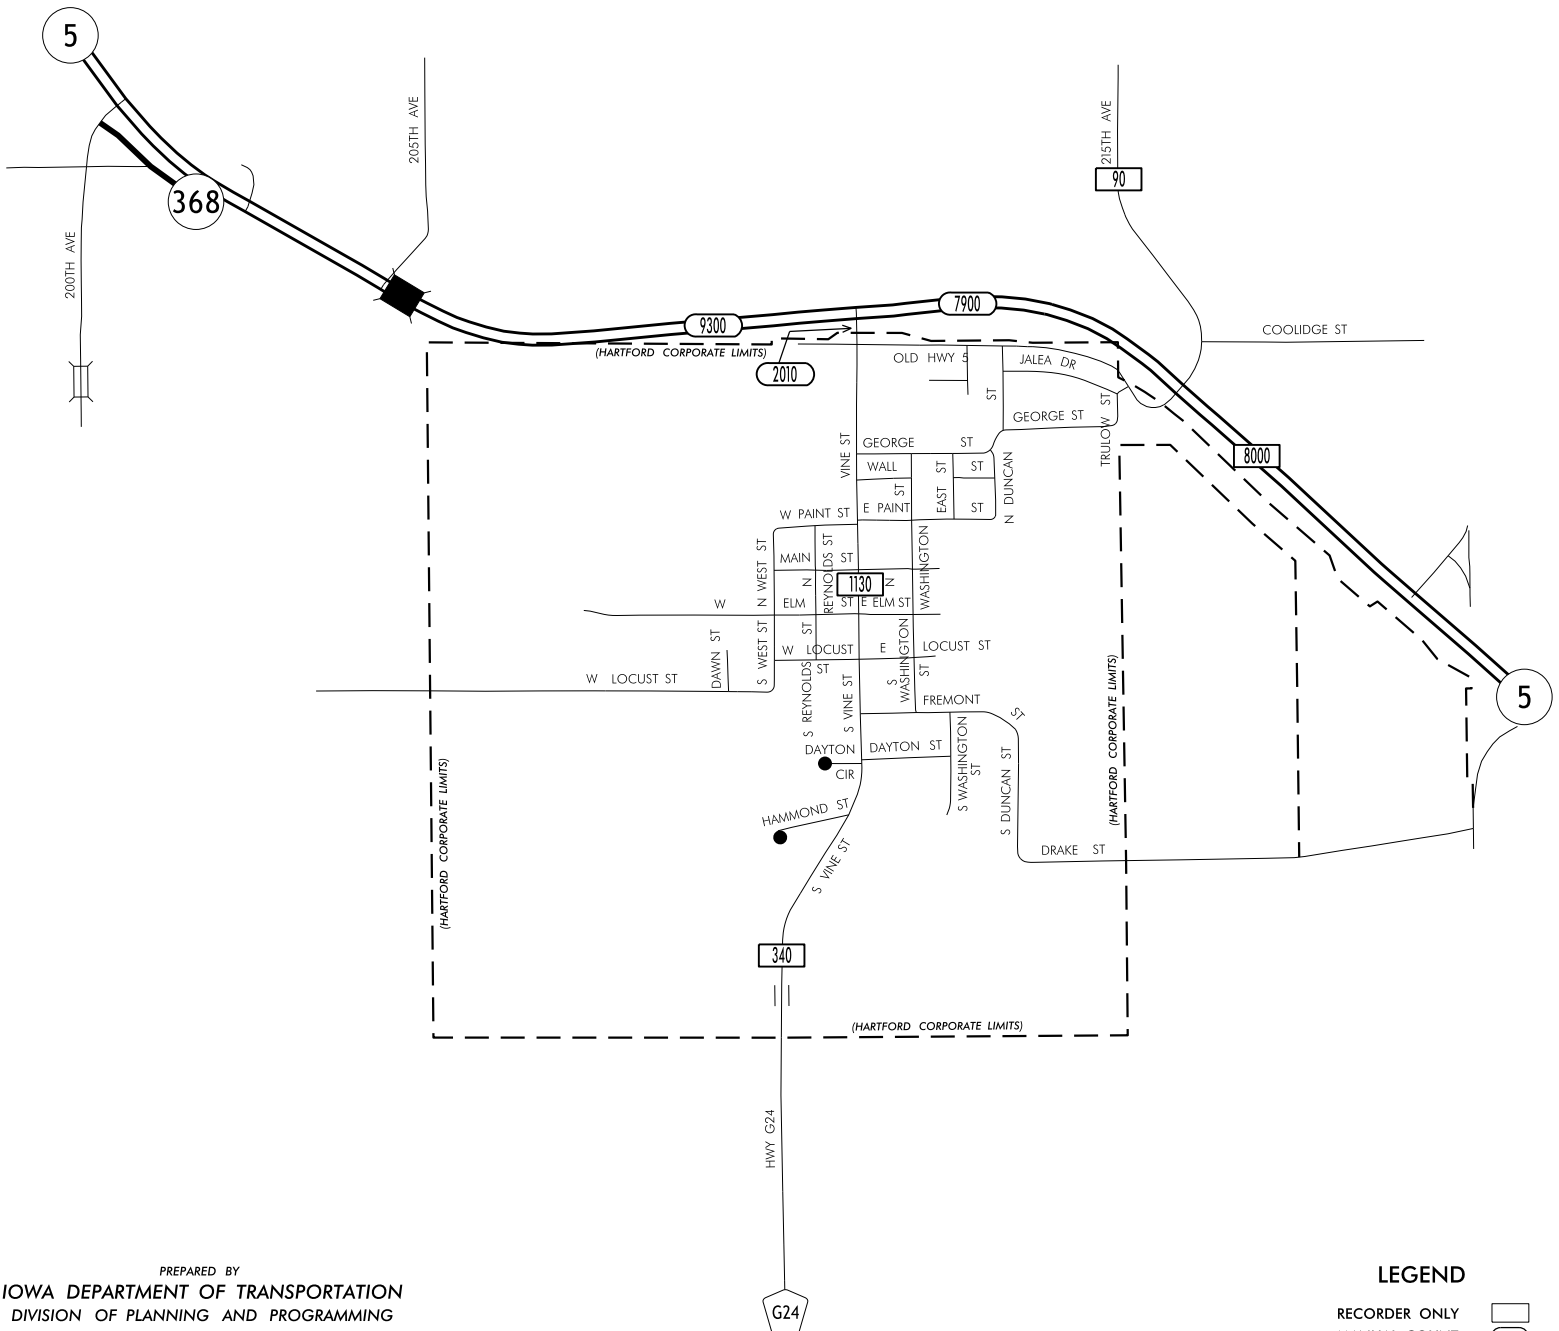 5
205TH AVE
215TH AVE
90
368
200TH AVE
9300
7900
COOLIDGE ST
(HARTFORD CORPORATE LIMITS)
2010
OLD HWY 5
JALEA DR
ST
GEORGE ST
TRULOW ST
VINE ST
GEORGE ST
WALL ST
ST
EAST ST
N DUNCAN
8000
W PAINT ST
E PAINT ST
N WEST ST
MAIN ST
N REYNOLDS ST
1130
N WASHINGTON
W ELM ST
E ELM ST
DAWN ST
S WEST ST
W LOCUST ST
E LOCUST ST
W LOCUST ST
S REYNOLDS ST
S VINE ST
S WASHINGTON ST
FREMONT ST
5
DAYTON CIR
DAYTON ST
S WASHINGTON ST
S DUNCAN ST
(HARTFORD CORPORATE LIMITS)
(HARTFORD CORPORATE LIMITS)
HAMMOND ST
S VINE ST
DRAKE ST
340
(HARTFORD CORPORATE LIMITS)
HWY G24
G24
PREPARED BY
IOWA DEPARTMENT OF TRANSPORTATION
DIVISION OF PLANNING AND PROGRAMMING
LEGEND
RECORDER ONLY